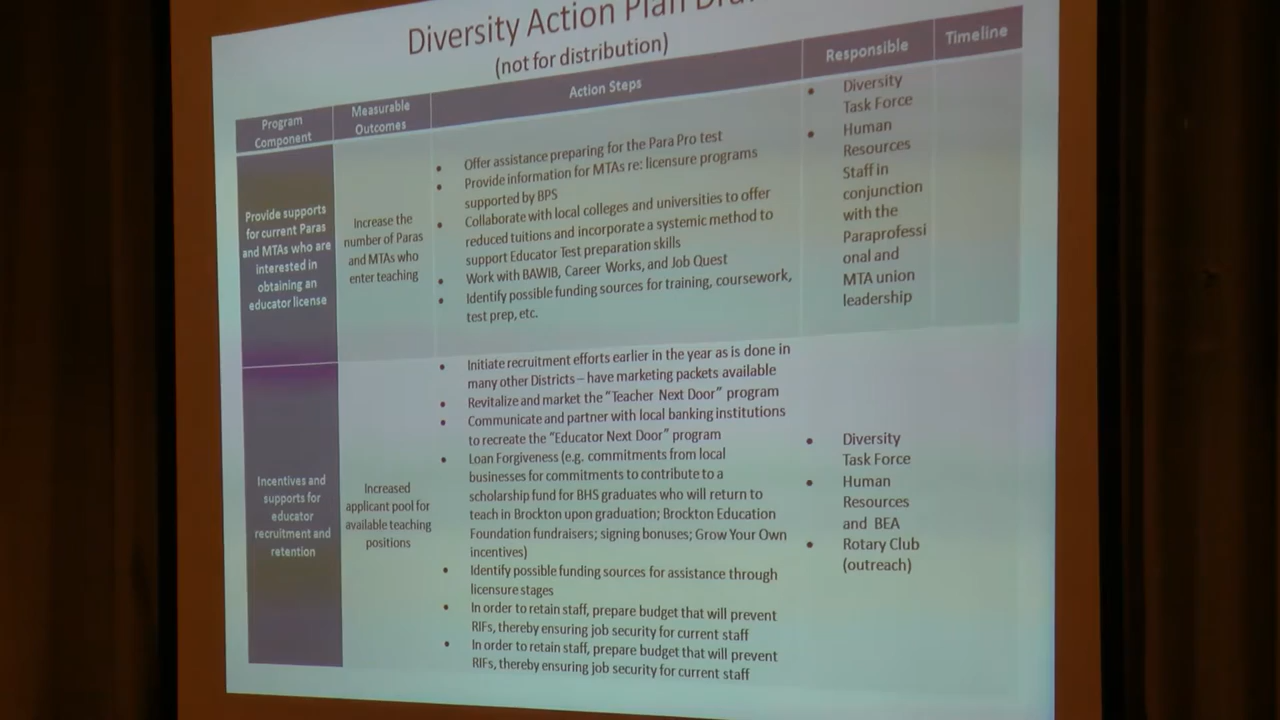 Diversity Action Plan
(not for distribution)
Program
Component
Measurable
Outcomes
Action Steps
Responsible
Timeline
Provide supports
for current Paras
and MTAs who are
interested in
obtaining an
educator license
Increase the
number of Paras
and MTAs who
enter teaching
• Offer assistance preparing for the Para Pro test
• Provide information for MTAs re: licensure programs
supported by BPS
• Collaborate with local colleges and universities to offer
reduced tuitions and incorporate a systemic method to
support Educator Test preparation skills
• Work with BAWIB, Career Works, and Job Quest
• Identify possible funding sources for training, coursework,
test prep, etc.
• Diversity
Task Force
• Human
Resources
Staff in
conjunction
with the
Paraprofessi
onal and
MTA union
leadership
Incentives and
supports for
educator
recruitment and
retention
Increased
applicant pool for
available teaching
positions
• Initiate recruitment efforts earlier in the year as is done in
many other Districts – have marketing packets available
• Revitalize and market the “Teacher Next Door” program
• Communicate and partner with local banking institutions
to recreate the “Educator Next Door” program
• Loan Forgiveness (e.g. commitments from local
businesses for commitments to contribute to a
scholarship fund for BHS graduates who will return to
teach in Brockton upon graduation; Brockton Education
Foundation fundraisers; signing bonuses; Grow Your Own
incentives)
• Identify possible funding sources for assistance through
licensure stages
• In order to retain staff, prepare budget that will prevent
RIFs, thereby ensuring job security for current staff
• In order to retain staff, prepare budget that will prevent
RIFs, thereby ensuring job security for current staff
• Diversity
Task Force
• Human
Resources
and BEA
• Rotary Club
(outreach)